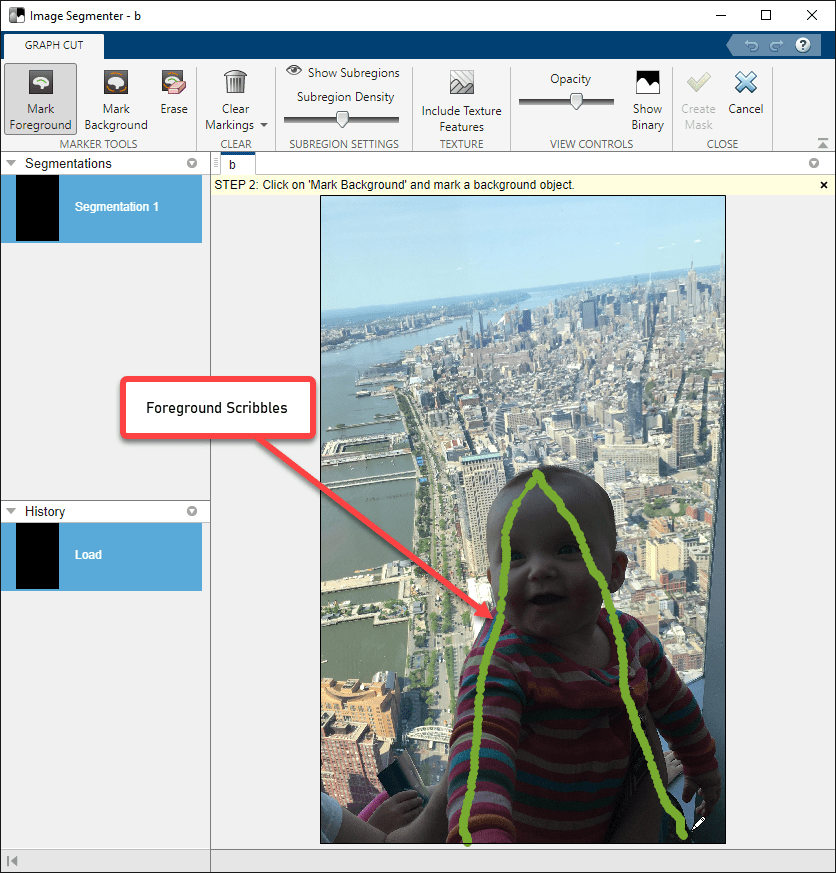 Image Segmenter - b
GRAPH CUT
Mark
Foreground
Mark
Background
Erase
MARKER TOOLS
Clear
Markings
CLEAR
Show Subregions
Subregion Density
SUBREGION SETTINGS
Include Texture
Features
TEXTURE
Opacity
Show
Binary
VIEW CONTROLS
Create
Mask
Cancel
CLOSE
Segmentations
Segmentation 1
b
STEP 2: Click on 'Mark Background' and mark a background object.
Foreground Scribbles
History
Load